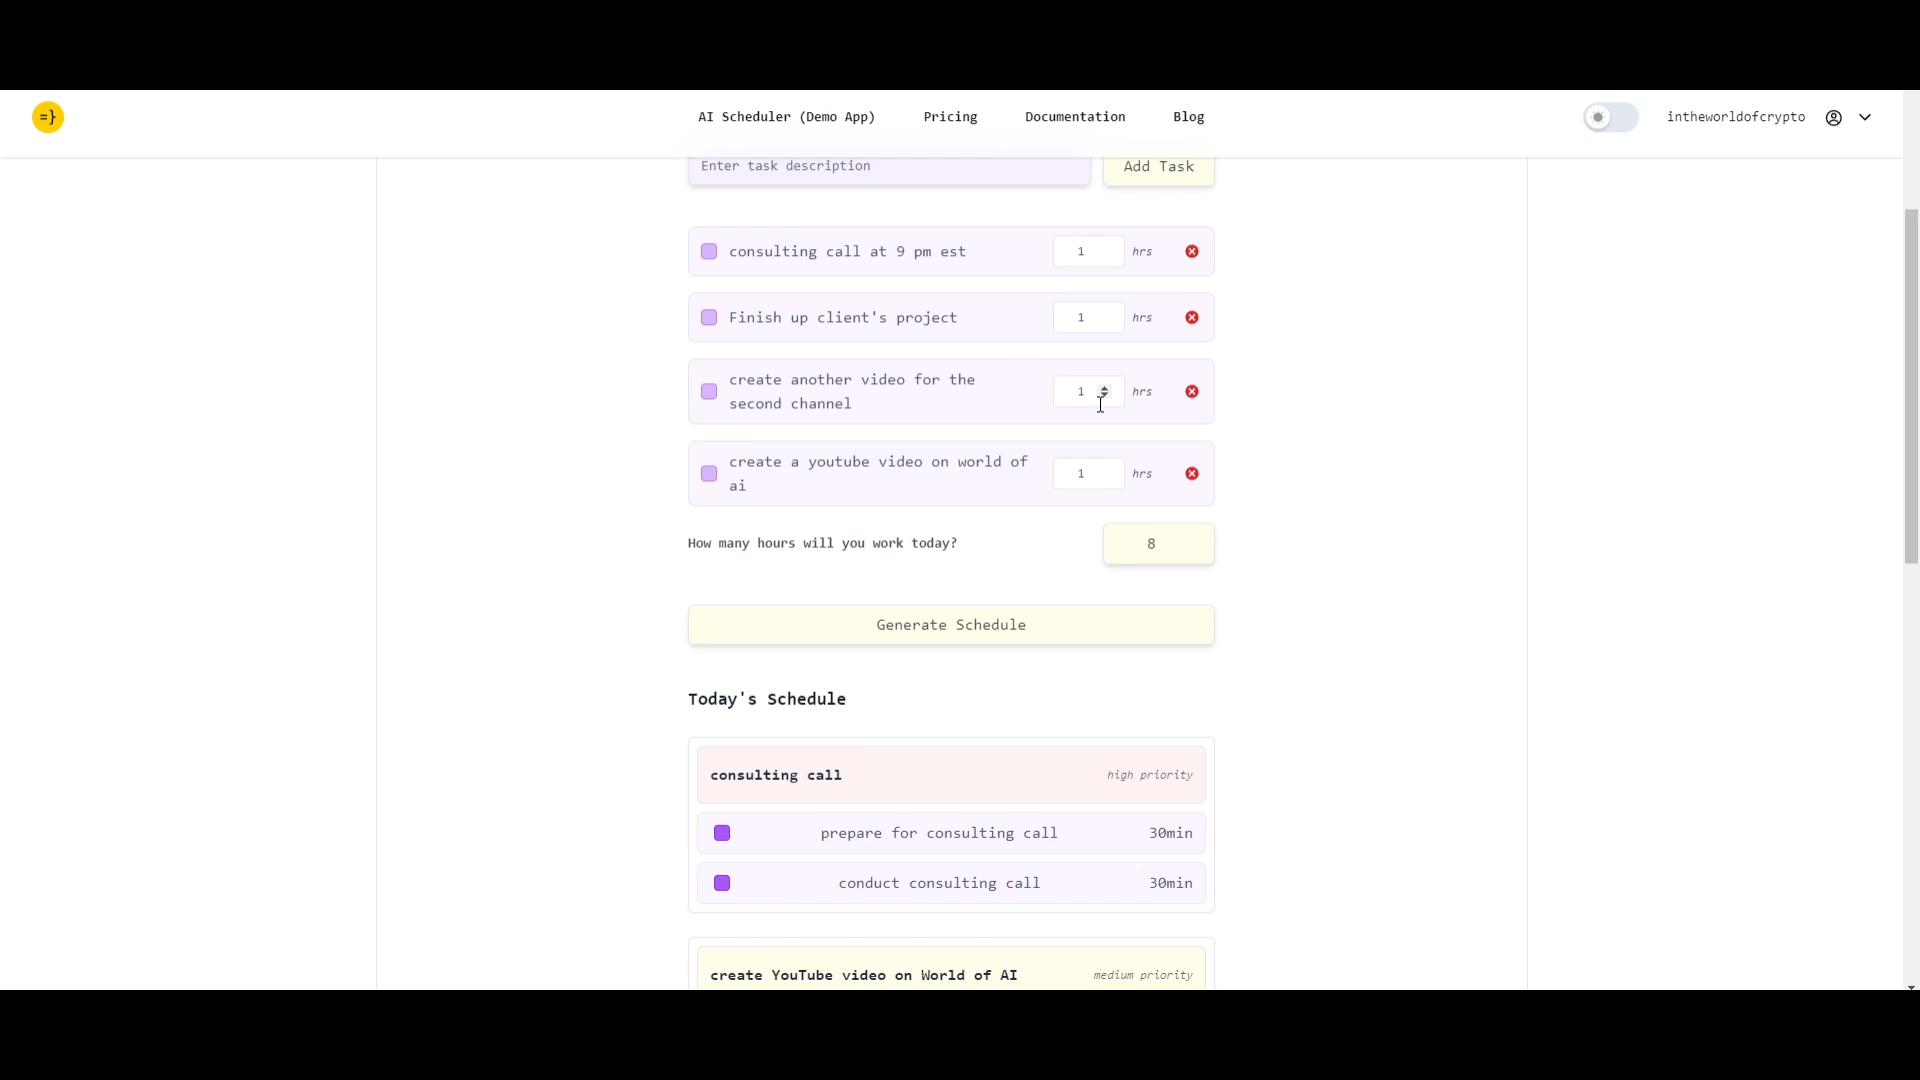 =}
AI Scheduler (Demo App)
Pricing
Documentation
Blog
intheworldofcrypto
Enter task description
Add Task
consulting call at 9 pm est
1
hrs
Finish up client's project
1
hrs
create another video for the
second channel
1
hrs
create a youtube video on world of
ai
1
hrs
How many hours will you work today?
8
Generate Schedule
Today's Schedule
consulting call
high priority
prepare for consulting call
30min
conduct consulting call
30min
create YouTube video on World of AI
medium priority